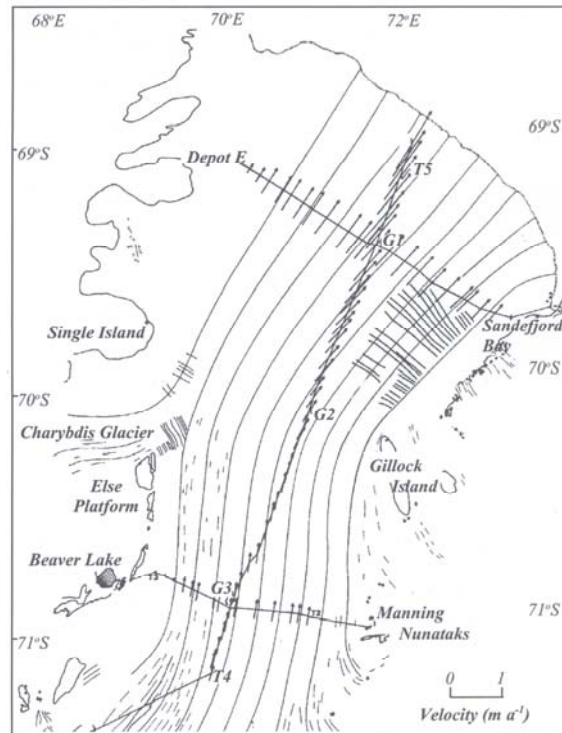 68°E
70°E
72°E
69°S
69°S
Depot E
T5
G1
Single Island
Sandefjord
Bay
70°S
70°S
Charybdis Glacier
G2
Gillock
Island
Else
Platform
Beaver Lake
G3
Manning
Nunataks
71°S
71°S
T4
0 1
Velocity (m a⁻¹)